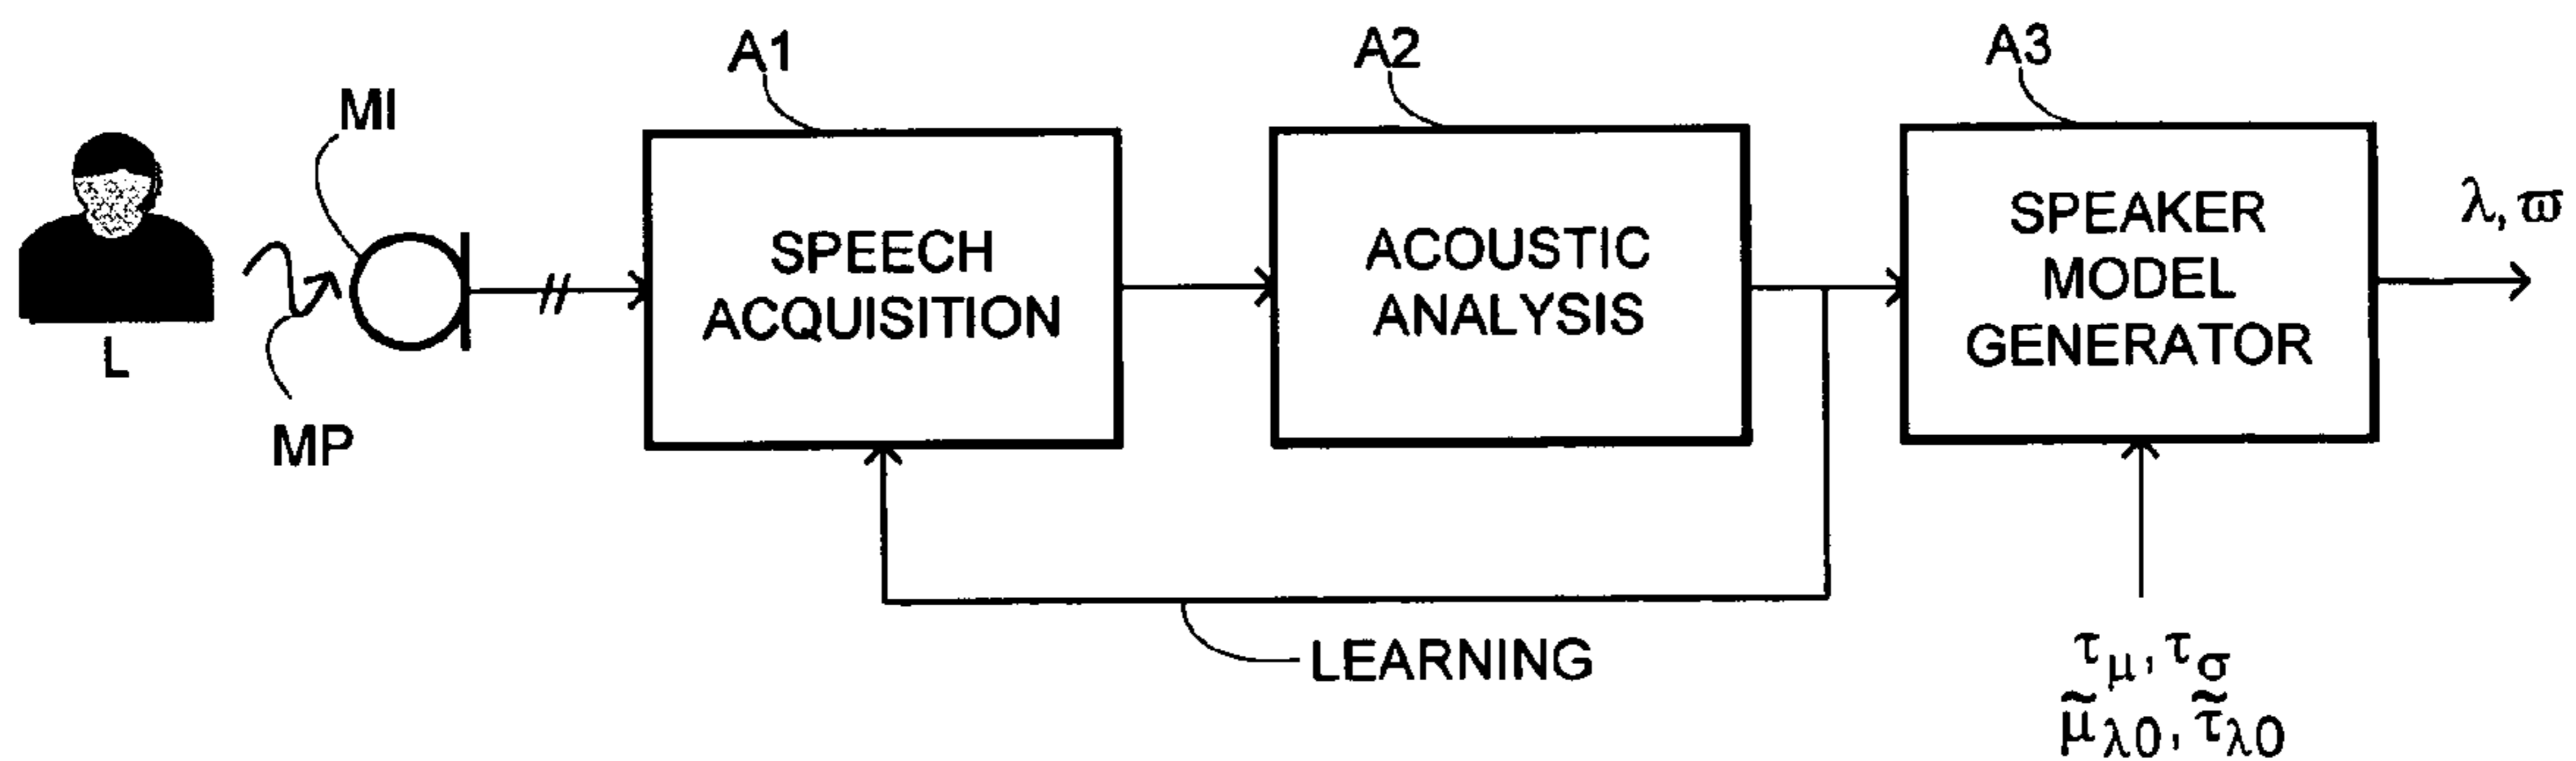 A1
A2
A3
MI
SPEECH
ACQUISITION
ACOUSTIC
ANALYSIS
SPEAKER
MODEL
GENERATOR
λ, ϖ
L
MP
LEARNING
τμ, τσ
μ̃λ0, τ̃λ0